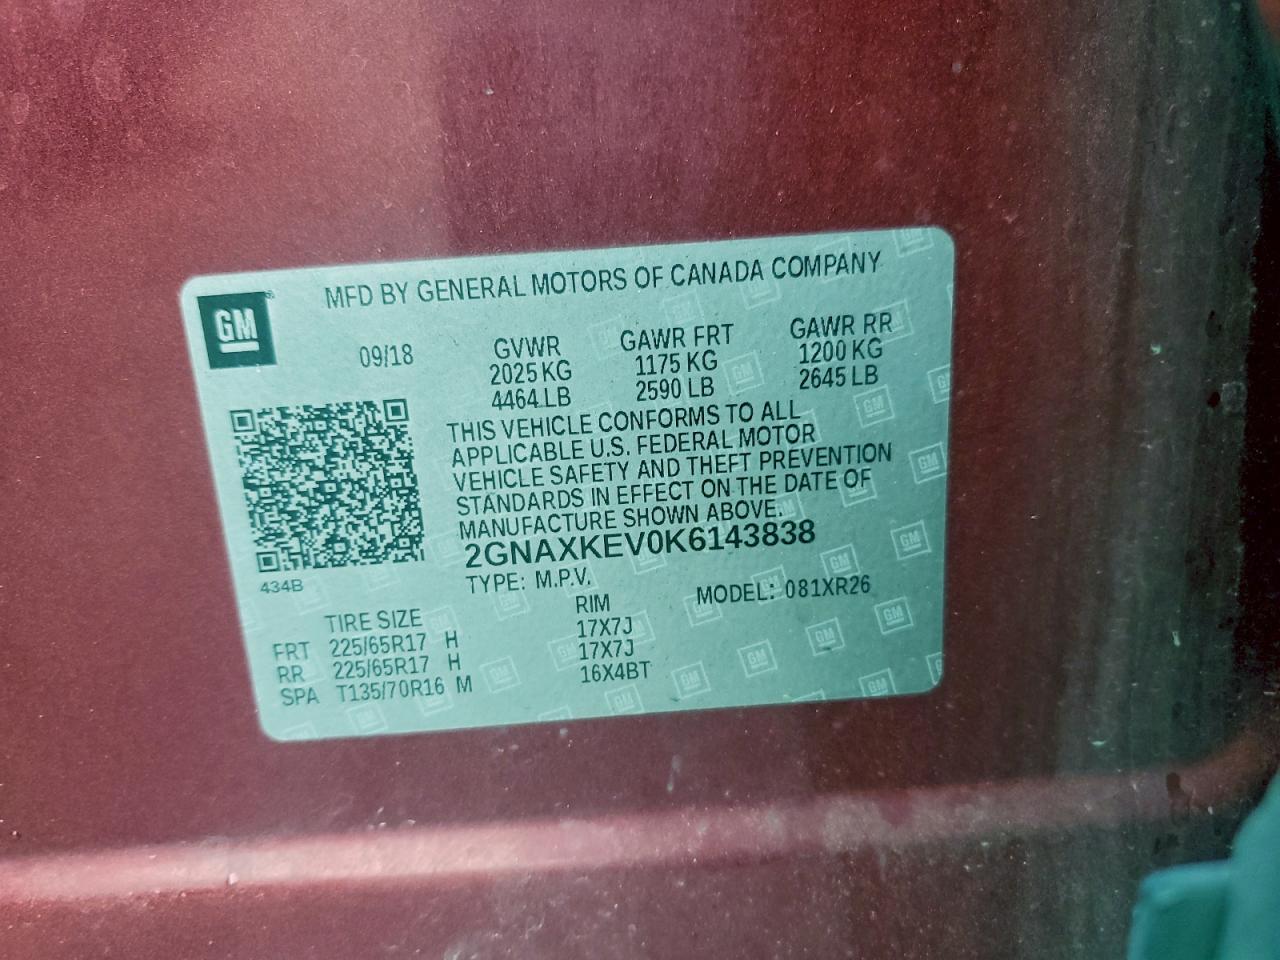 MFD BY GENERAL MOTORS OF CANADA COMPANY
GM®
09/18 GVWR GAWR FRT GAWR RR
2025 KG 1175 KG 1200 KG
4464 LB 2590 LB 2645 LB
THIS VEHICLE CONFORMS TO ALL
APPLICABLE U.S. FEDERAL MOTOR
VEHICLE SAFETY AND THEFT PREVENTION
STANDARDS IN EFFECT ON THE DATE OF
MANUFACTURE SHOWN ABOVE.
2GNAXKEV0K6143838
434B
TYPE: M.P.V. MODEL: 081XR26
TIRE SIZE RIM
FRT 225/65R17 H 17X7J
RR 225/65R17 H 17X7J
SPA T135/70R16 M 16X4BT